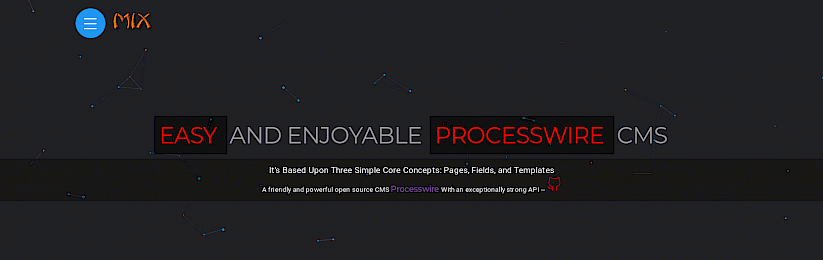 MIX
EASY AND ENJOYABLE PROCESSWIRE CMS
It's Based Upon Three Simple Core Concepts: Pages, Fields, and Templates
A friendly and powerful open source CMS Processwire With an exceptionally strong API –